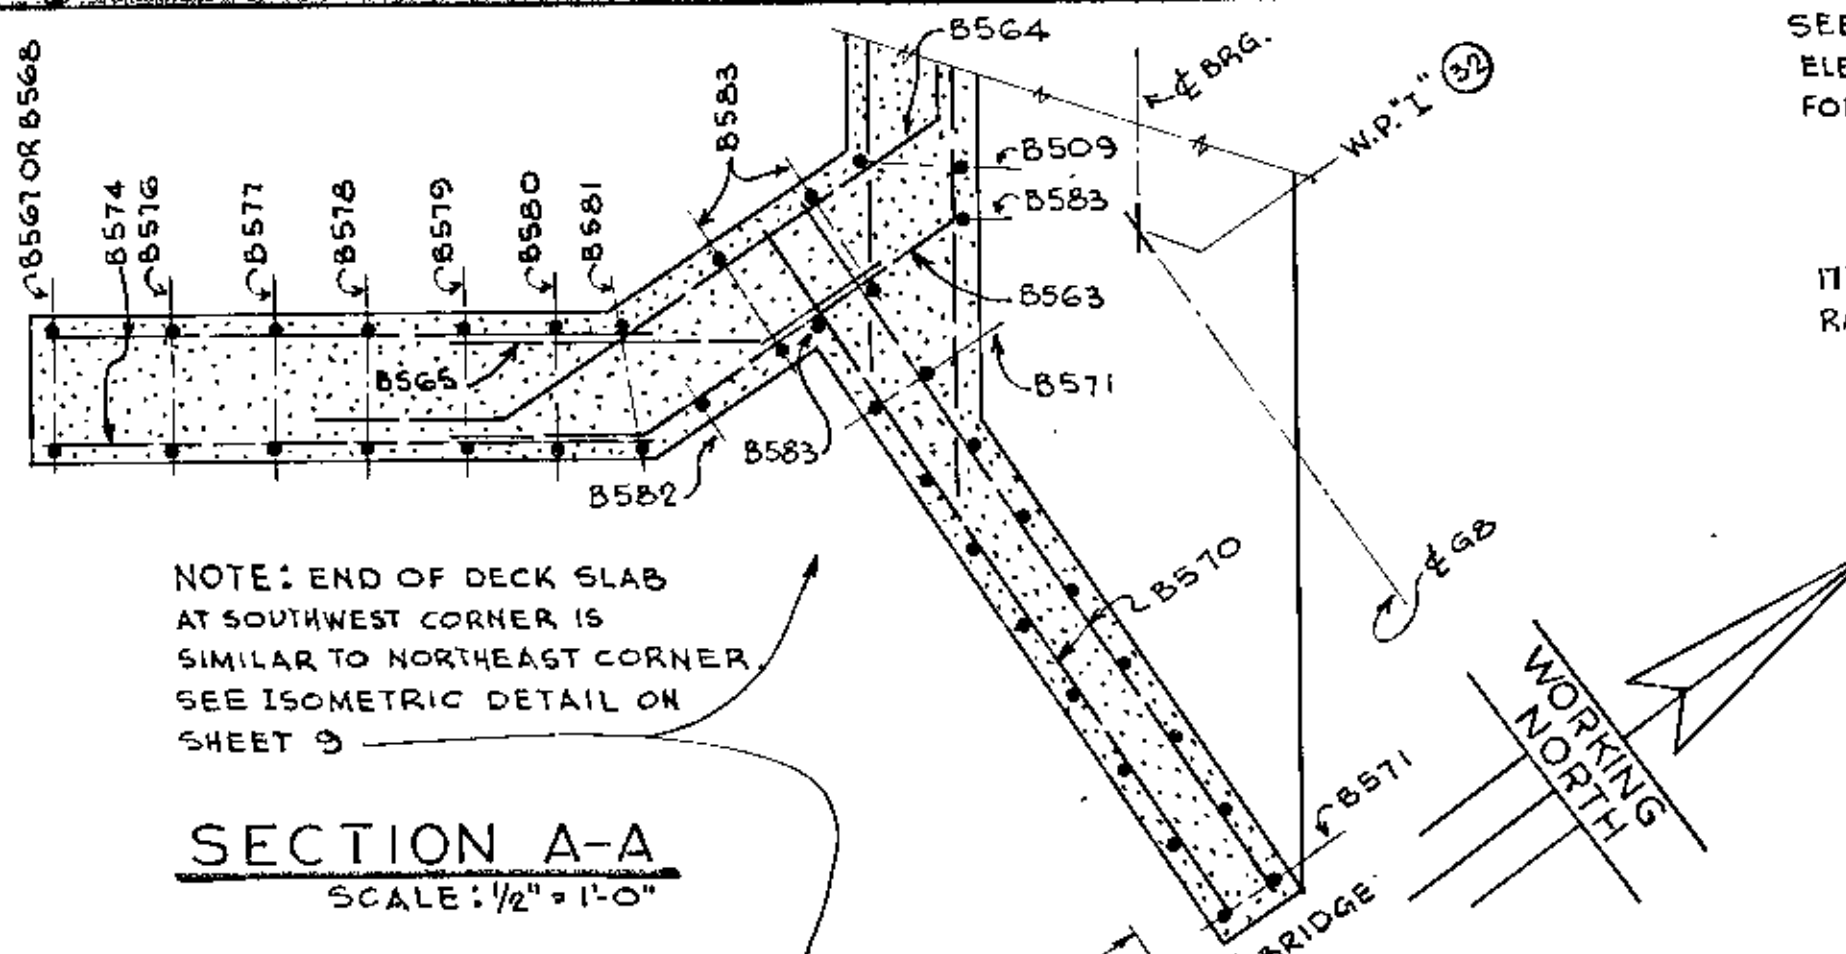 B567 OR B568
B574
B576
B577
B578
B579
B580
B581
B583
B564
℄ BRG.
W.P. "I" 32
B509
B583
B563
B571
B565
B583
B582
B570
℄ G8
B571
BRIDGE
WORKING
NORTH
NOTE: END OF DECK SLAB
AT SOUTHWEST CORNER IS
SIMILAR TO NORTHEAST CORNER.
SEE ISOMETRIC DETAIL ON
SHEET 9
SECTION A-A
SCALE: 1/2" = 1'-0"
SEE
ELE
FO